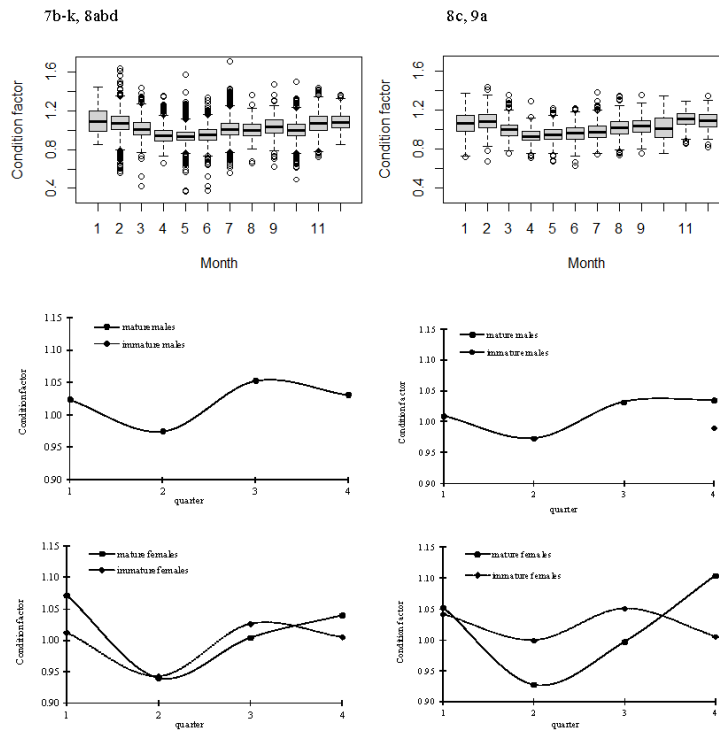 7b-k, 8abd
8c, 9a
Condition factor
1.6
1.2
0.8
0.4
1 2 3 4 5 6 7 8 9 11
Month
Condition factor
1.6
1.2
0.8
0.4
1 2 3 4 5 6 7 8 9 11
Month
1.15
1.10
1.05
1.00
0.95
0.90
Condition factor
mature males
immature males
1 2 3 4
quarter
1.15
1.10
1.05
1.00
0.95
0.90
Condition factor
mature males
immature males
1 2 3 4
quarter
1.15
1.10
1.05
1.00
0.95
0.90
Condition factor
mature females
immature females
1 2 3 4
quarter
1.15
1.10
1.05
1.00
0.95
0.90
Condition factor
mature females
immature females
1 2 3 4
quarter